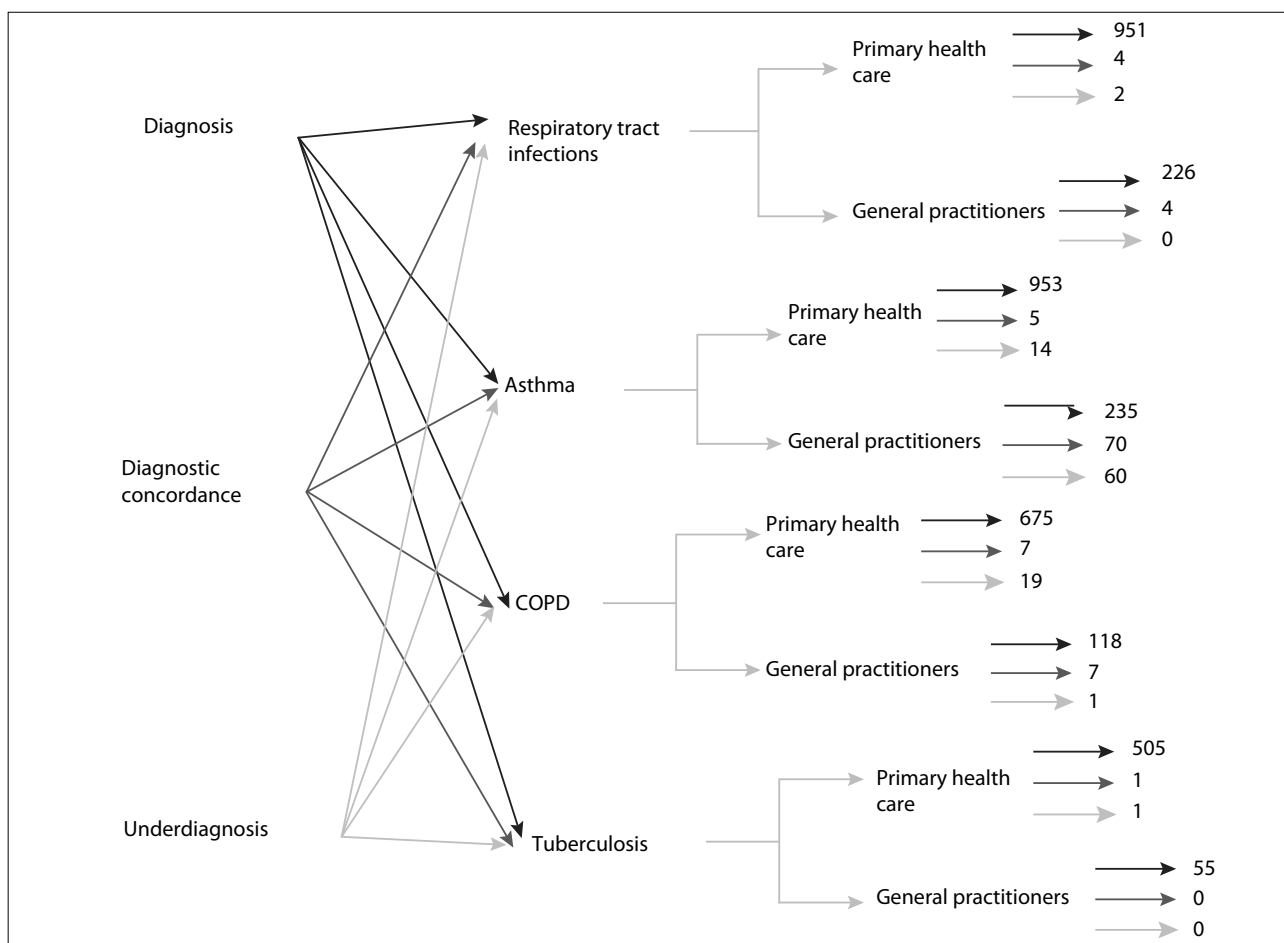 Diagnosis
Respiratory tract
infections
Primary health
care
951
4
2
General practitioners
226
4
0
Asthma
Primary health
care
953
5
14
General practitioners
235
70
60
Diagnostic
concordance
COPD
Primary health
care
675
7
19
General practitioners
118
7
1
Underdiagnosis
Tuberculosis
Primary health
care
505
1
1
General practitioners
55
0
0